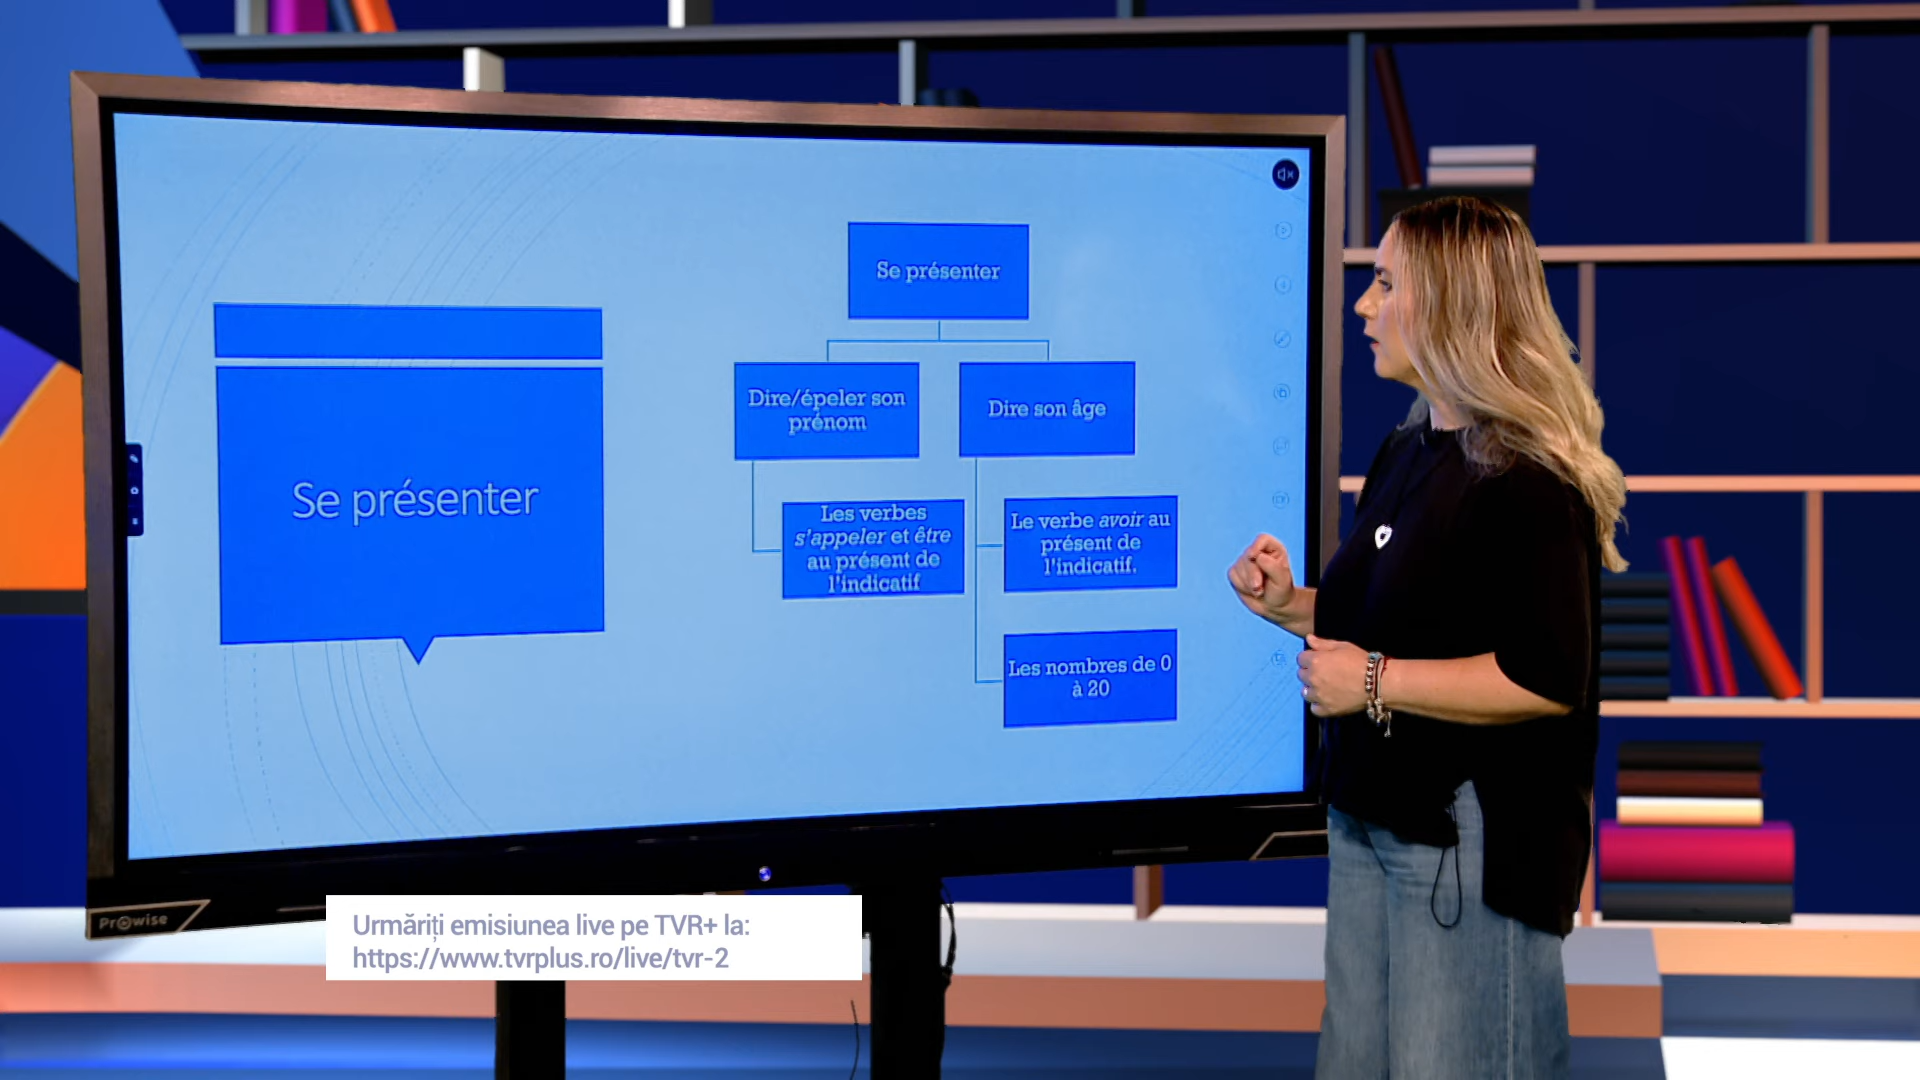 Se présenter
Se présenter
Dire/épeler son
prénom
Dire son âge
Les verbes
s'appeler et être
au présent de
l'indicatif
Le verbe avoir au
présent de
l'indicatif.
Les nombres de 0
à 20
Prowise
Urmăriți emisiunea live pe TVR+ la:
https://www.tvrplus.ro/live/tvr-2